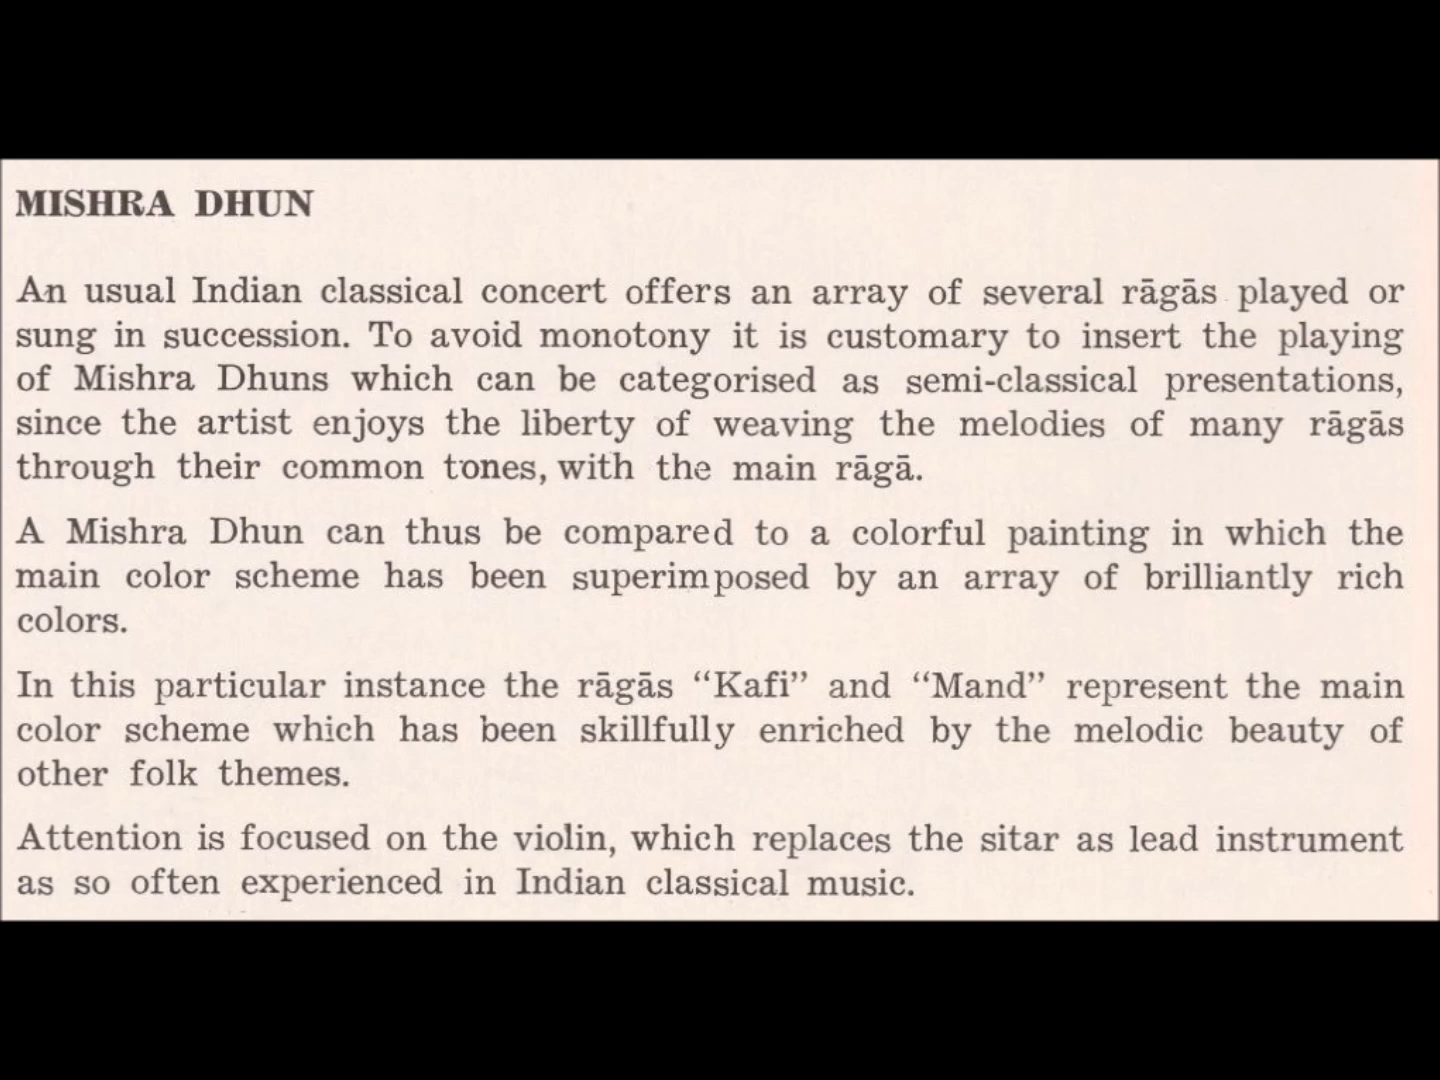 MISHRA DHUN
An usual Indian classical concert offers an array of several rāgās played or
sung in succession. To avoid monotony it is customary to insert the playing
of Mishra Dhuns which can be categorised as semi-classical presentations,
since the artist enjoys the liberty of weaving the melodies of many rāgās
through their common tones, with the main rāgā.
A Mishra Dhun can thus be compared to a colorful painting in which the
main color scheme has been superimposed by an array of brilliantly rich
colors.
In this particular instance the rāgās “Kafi” and “Mand” represent the main
color scheme which has been skillfully enriched by the melodic beauty of
other folk themes.
Attention is focused on the violin, which replaces the sitar as lead instrument
as so often experienced in Indian classical music.